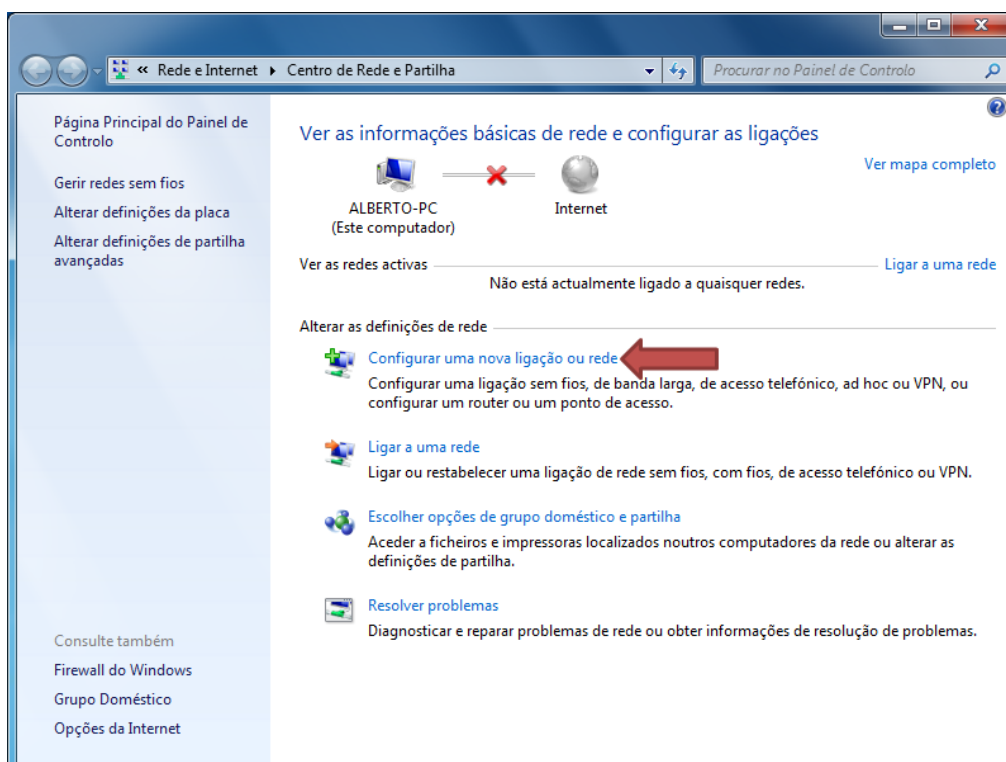 « Rede e Internet ▸ Centro de Rede e Partilha
Procurar no Painel de Controlo
Página Principal do Painel de
Controlo
Gerir redes sem fios
Alterar definições da placa
Alterar definições de partilha
avançadas
Ver as informações básicas de rede e configurar as ligações
Ver mapa completo
ALBERTO-PC
(Este computador)
Internet
Ver as redes activas
Ligar a uma rede
Não está actualmente ligado a quaisquer redes.
Alterar as definições de rede
Configurar uma nova ligação ou rede
Configurar uma ligação sem fios, de banda larga, de acesso telefónico, ad hoc ou VPN, ou
configurar um router ou um ponto de acesso.
Ligar a uma rede
Ligar ou restabelecer uma ligação de rede sem fios, com fios, de acesso telefónico ou VPN.
Escolher opções de grupo doméstico e partilha
Aceder a ficheiros e impressoras localizados noutros computadores da rede ou alterar as
definições de partilha.
Resolver problemas
Diagnosticar e reparar problemas de rede ou obter informações de resolução de problemas.
Consulte também
Firewall do Windows
Grupo Doméstico
Opções da Internet